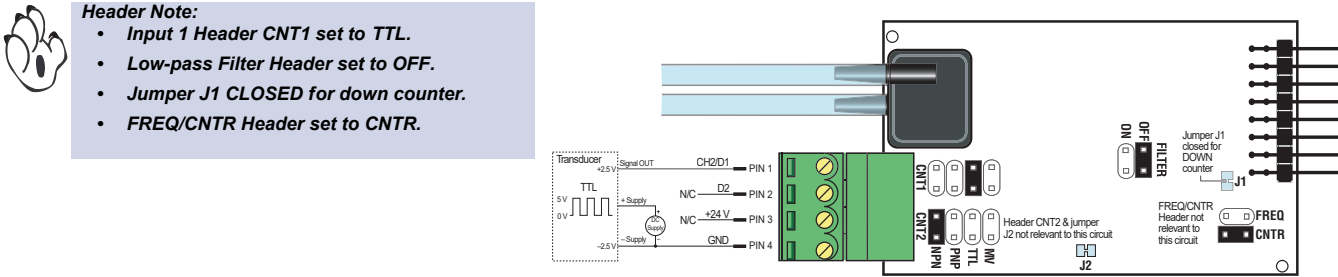 Header Note:
• Input 1 Header CNT1 set to TTL.
• Low-pass Filter Header set to OFF.
• Jumper J1 CLOSED for down counter.
• FREQ/CNTR Header set to CNTR.
Transducer
+2.5 V
Signal OUT
CH2/D1
PIN 1
TTL
5 V
0 V
+ Supply
DC
Supply
+
–
N/C
D2
PIN 2
N/C
+24 V
PIN 3
–2.5 V
– Supply
GND
PIN 4
CNT1
CNT2
NPN
PNP
TTL
MV
Header CNT2 & jumper
J2 not relevant to this circuit
J2
ON
OFF
FILTER
Jumper J1
closed for
DOWN
counter
J1
FREQ/CNTR
Header not
relevant to
this circuit
FREQ
CNTR